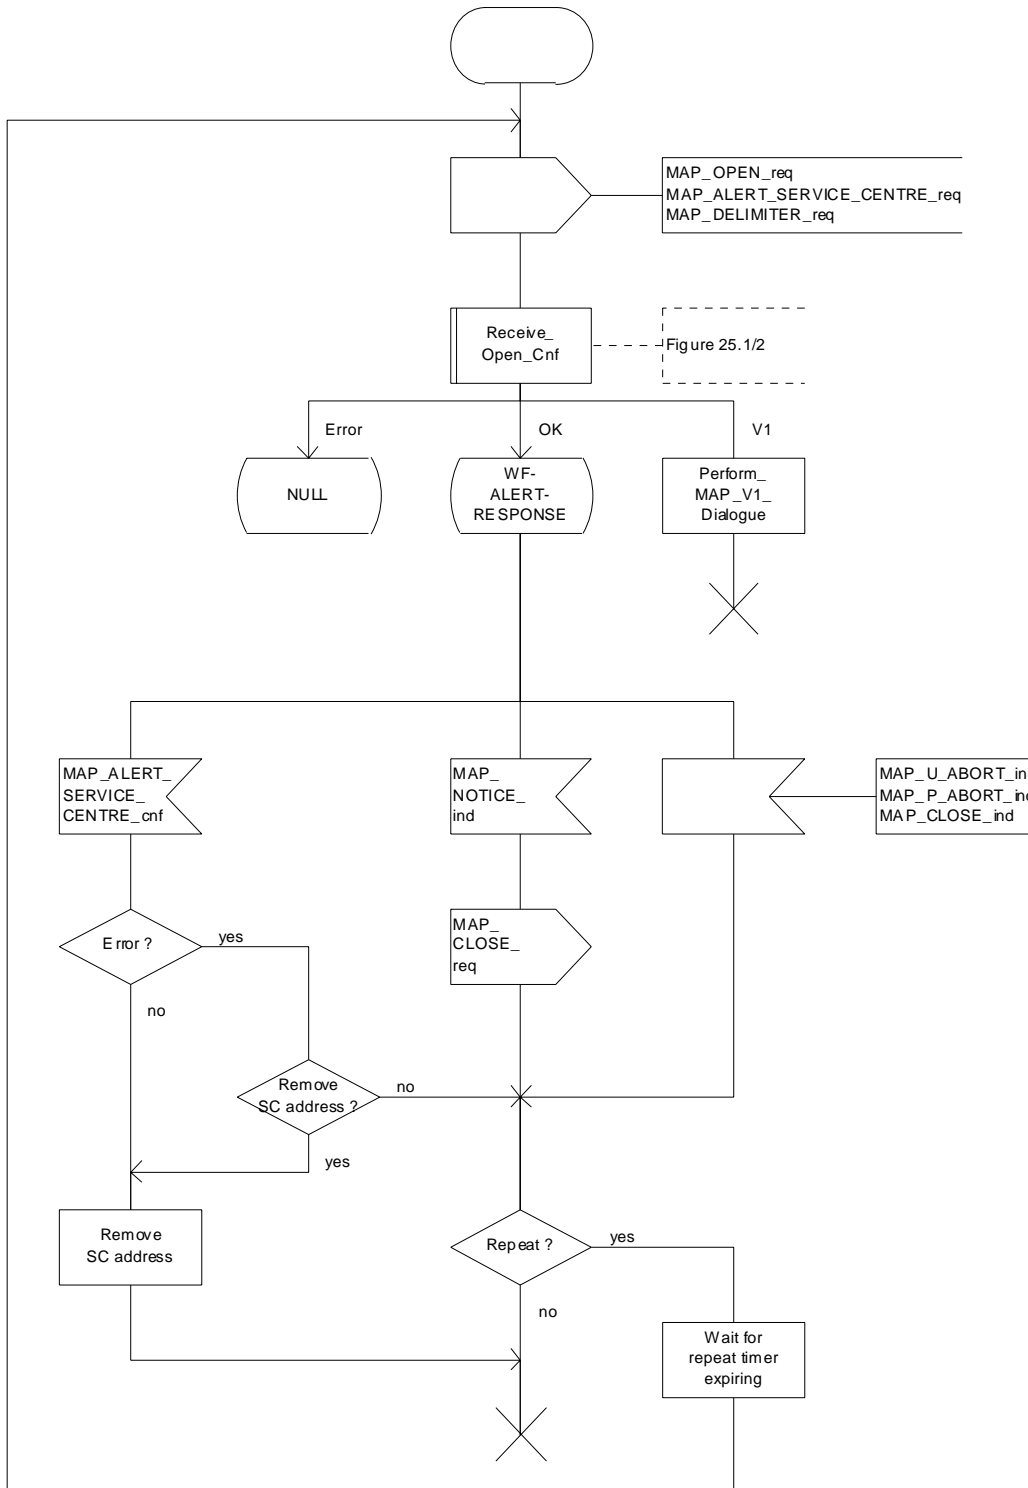 MAP_OPEN_req
MAP_ALERT_SERVICE_CENTRE_req
MAP_DELIMITER_req
Receive_
Open_Cnf
Figure 25.1/2
Error
OK
V1
NULL
WF-
ALERT-
RESPONSE
Perform_
MAP_V1_
Dialogue
MAP_ALERT_
SERVICE_
CENTRE_cnf
MAP_
NOTICE_
ind
MAP_U_ABORT_in
MAP_P_ABORT_ind
MAP_CLOSE_ind
Error ?
yes
MAP_
CLOSE_
req
no
Remove
SC address ?
no
yes
Remove
SC address
Repeat ?
yes
no
Wait for
repeat timer
expiring